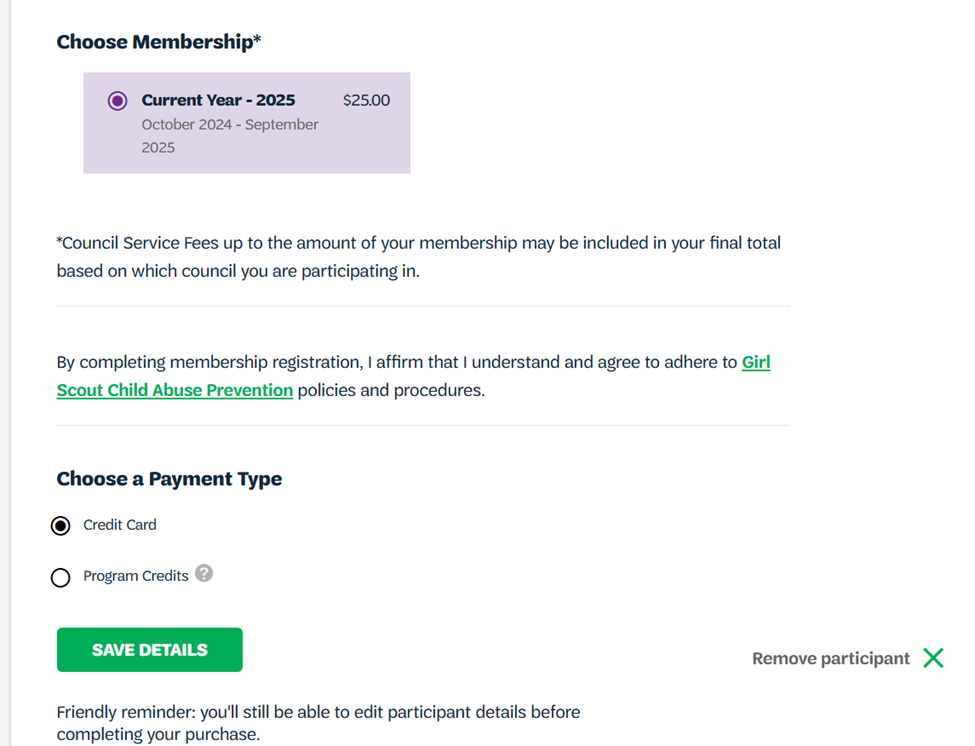 Choose Membership*
Current Year - 2025 $25.00
October 2024 - September
2025
*Council Service Fees up to the amount of your membership may be included in your final total
based on which council you are participating in.
By completing membership registration, I affirm that I understand and agree to adhere to Girl
Scout Child Abuse Prevention policies and procedures.
Choose a Payment Type
Credit Card
Program Credits ?
SAVE DETAILS
Remove participant
Friendly reminder: you'll still be able to edit participant details before
completing your purchase.